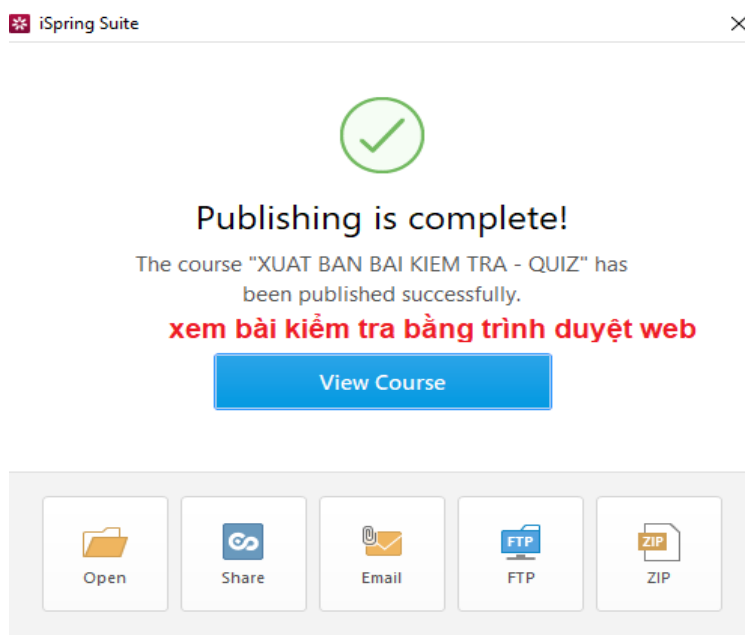 iSpring Suite
Publishing is complete!
The course "XUAT BAN BAI KIEM TRA - QUIZ" has
been published successfully.
xem bài kiểm tra bằng trình duyệt web
View Course
FTP
ZIP
Open
Share
Email
FTP
ZIP